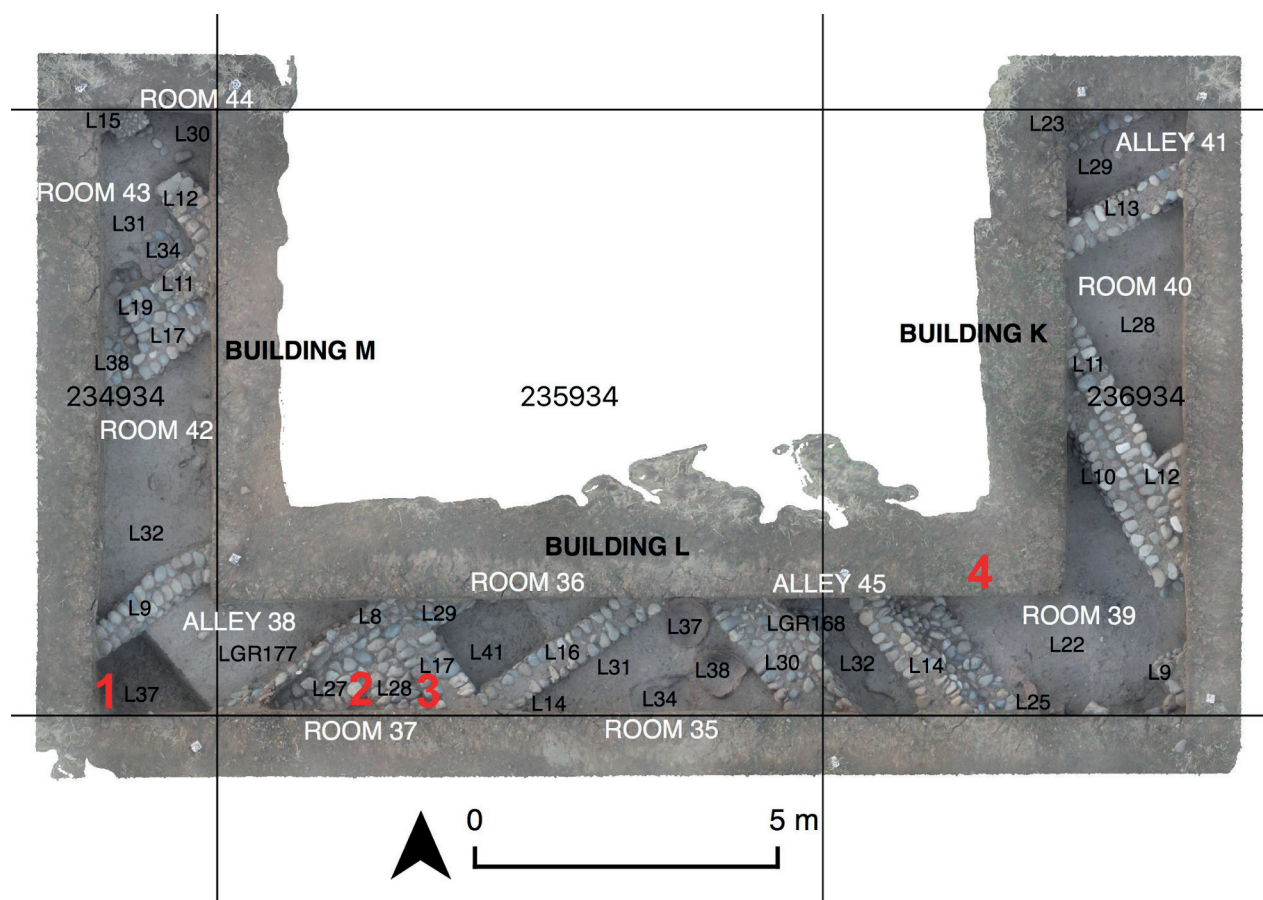 ROOM 44
L15
L30
L23
ALLEY 41
L29
ROOM 43
L12
L13
L31
L34
L11
ROOM 40
L19
L28
L17
BUILDING M
BUILDING K
L38
L11
234934
235934
236934
ROOM 42
L10
L12
L32
BUILDING L
4
ROOM 36
ALLEY 45
L9
ALLEY 38
L8
L29
L37
LGR168
ROOM 39
LGR177
L41
L16
L31
L22
L17
L38
L30
L32
L14
L9
1
L37
L27
2
L28
3
L14
L34
L25
ROOM 37
ROOM 35
0
5 m